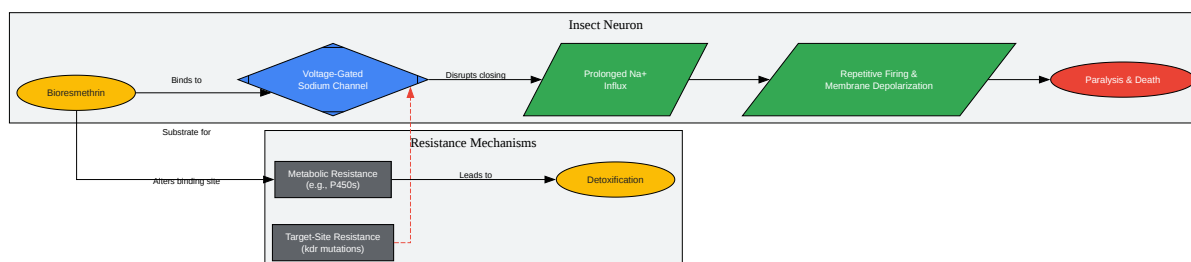 Insect Neuron
Bioresmethrin
Binds to
Voltage-Gated
Sodium Channel
Disrupts closing
Prolonged Na+
Influx
Repetitive Firing &
Membrane Depolarization
Paralysis & Death
Substrate for
Resistance Mechanisms
Alters binding site
Metabolic Resistance
(e.g., P450s)
Leads to
Detoxification
Target-Site Resistance
(kdr mutations)